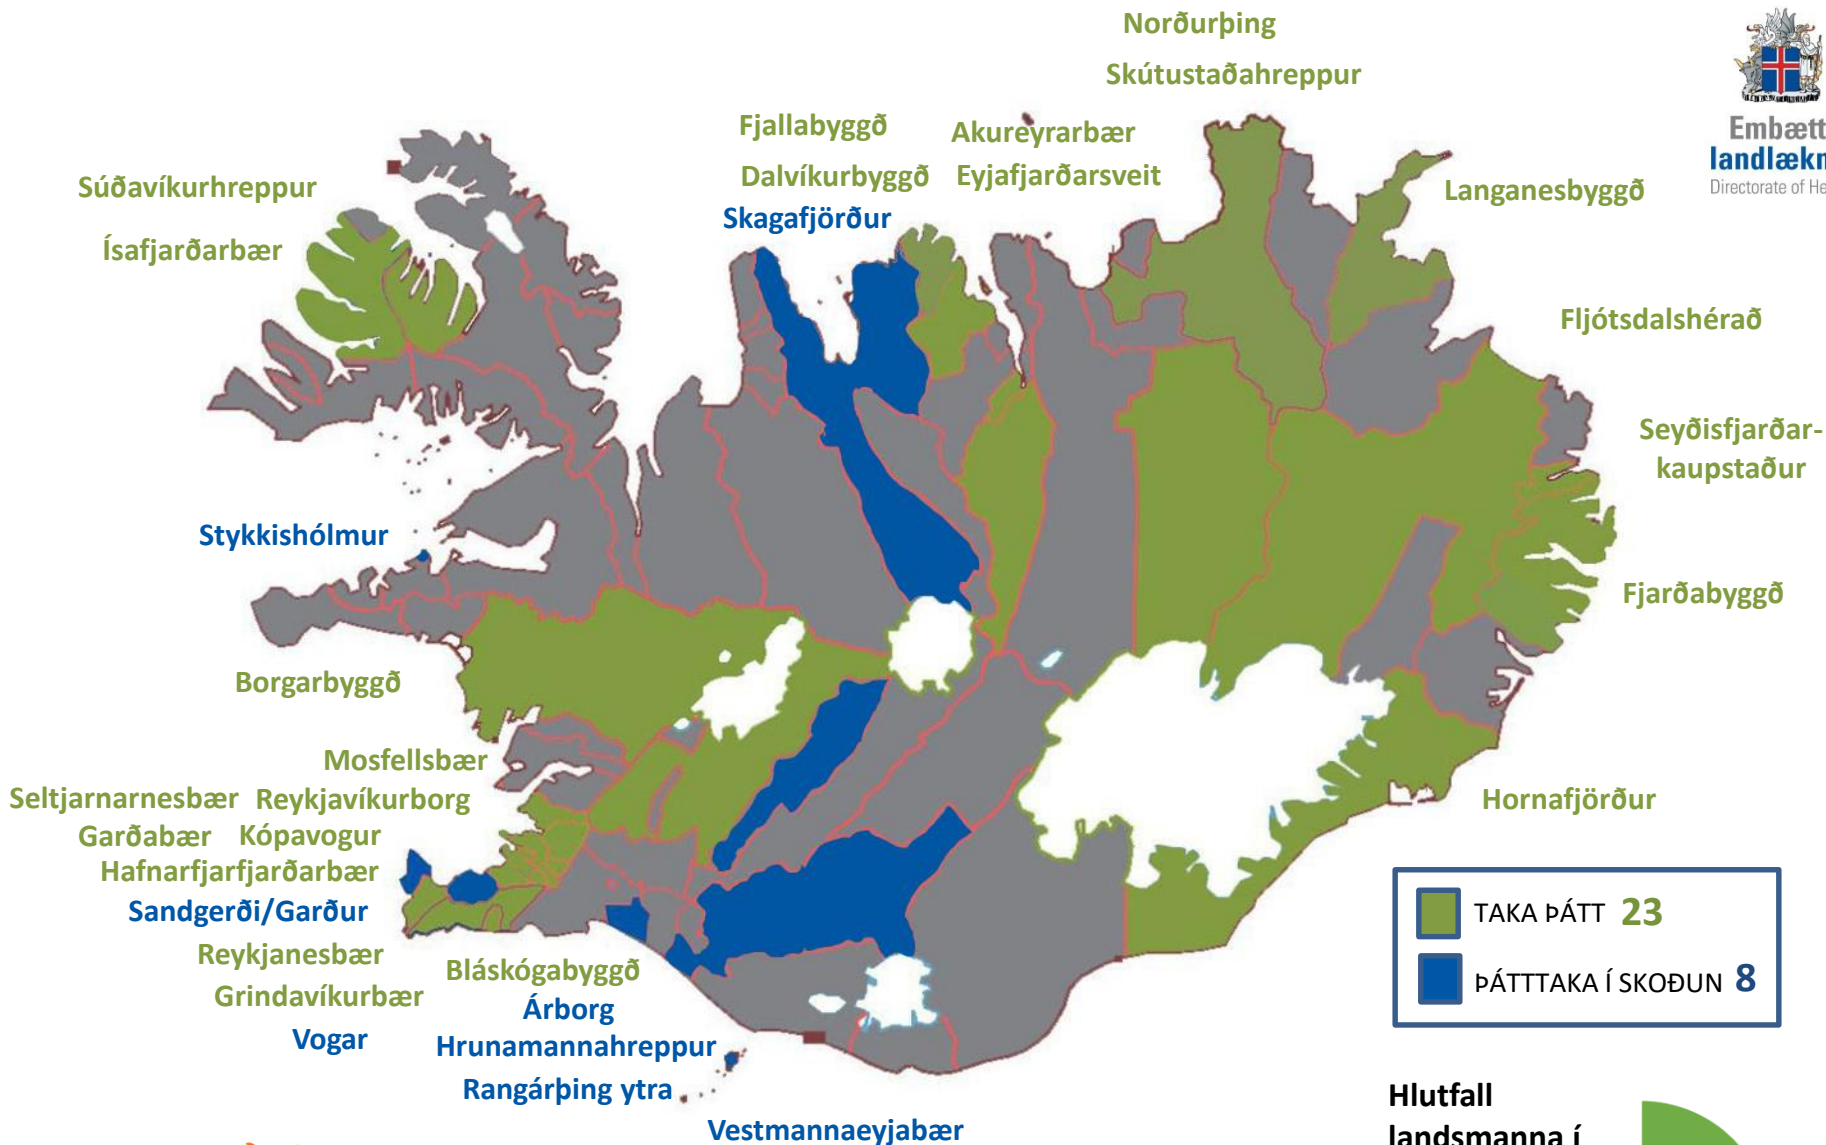 Norðurþing
Skútustaðahreppur
Embætt
landlækn
Directorate of He
Fjallabyggð
Akureyrarbær
Súðavíkurhreppur
Dalvíkurbyggð
Eyjafjarðarsveit
Langanesbyggð
Skagafjörður
Ísafjarðarbær
Fljótsdalshérað
Seyðisfjarðar-
kaupstaður
Stykkishólmur
Fjarðabyggð
Borgarbyggð
Mosfellsbær
Seltjarnarnesbær
Reykjavíkurborg
Hornafjörður
Garðabær
Kópavogur
Hafnarfjarfjarðarbær
Sandgerði/Garður
TAKA ÞÁTT 23
Reykjanesbær
Bláskógabyggð
ÞÁTTTAKA Í SKOÐUN 8
Grindavíkurbær
Árborg
Vogar
Hrunamannahreppur
Rangárþing ytra
Vestmannaeyjabær
Hlutfall
landsmanna í